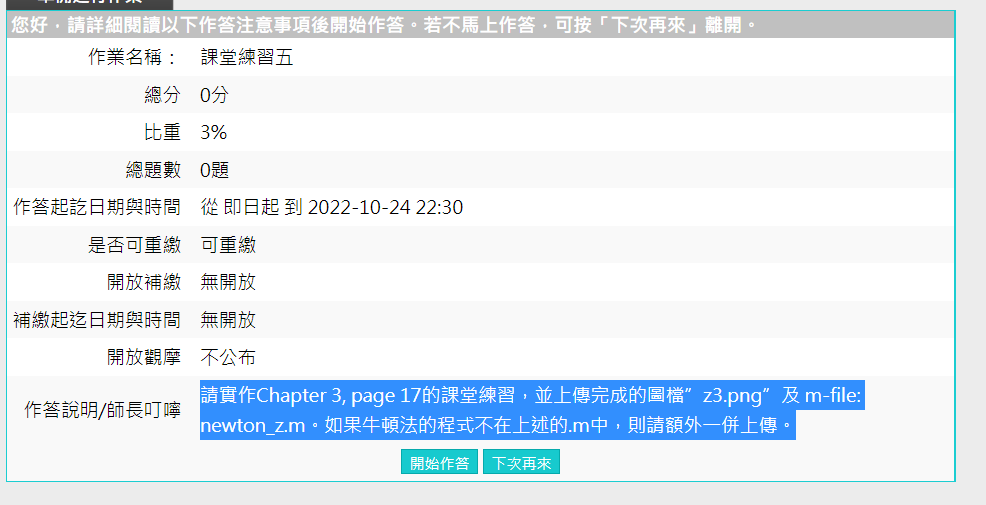 您好，請詳細閱讀以下作答注意事項後開始作答。若不馬上作答，可按「下次再來」離開。
作業名稱： 課堂練習五
總分 0分
比重 3%
總題數 0題
作答起訖日期與時間 從 即日起 到 2022-10-24 22:30
是否可重繳 可重繳
開放補繳 無開放
補繳起迄日期與時間 無開放
開放觀摩 不公布
作答說明/師長叮嚀 請實作Chapter 3, page 17的課堂練習，並上傳完成的圖檔”z3.png”及 m-file:
newton_z.m。如果牛頓法的程式不在上述的.m中，則請額外一併上傳。
開始作答 下次再來